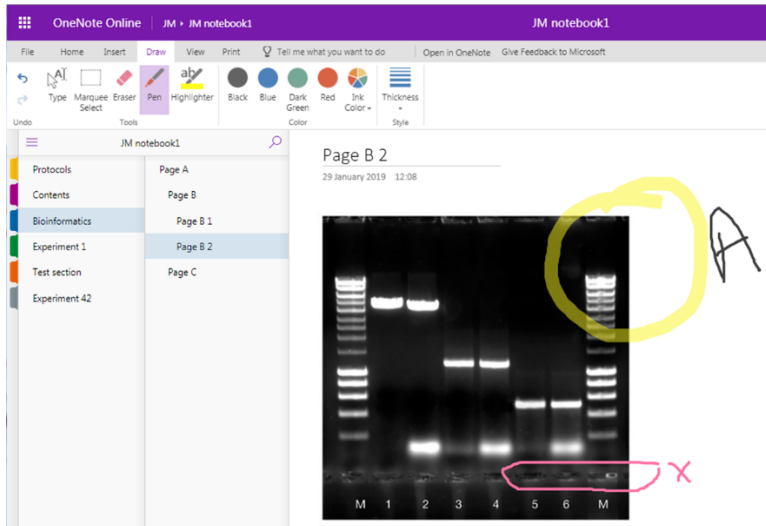 OneNote Online JM ▸ JM notebook1 JM notebook1
File Home Insert Draw View Print Tell me what you want to do Open in OneNote Give Feedback to Microsoft
Type Marquee Select Eraser Pen Highlighter Black Blue Dark Green Red Ink Color Thickness
Undo Tools Color Style
JM notebook1
Protocols
Contents
Bioinformatics
Experiment 1
Test section
Experiment 42
Page A
Page B
Page B 1
Page B 2
Page C
Page B 2
29 January 2019 12:08
A
X
M 1 2 3 4 5 6 M